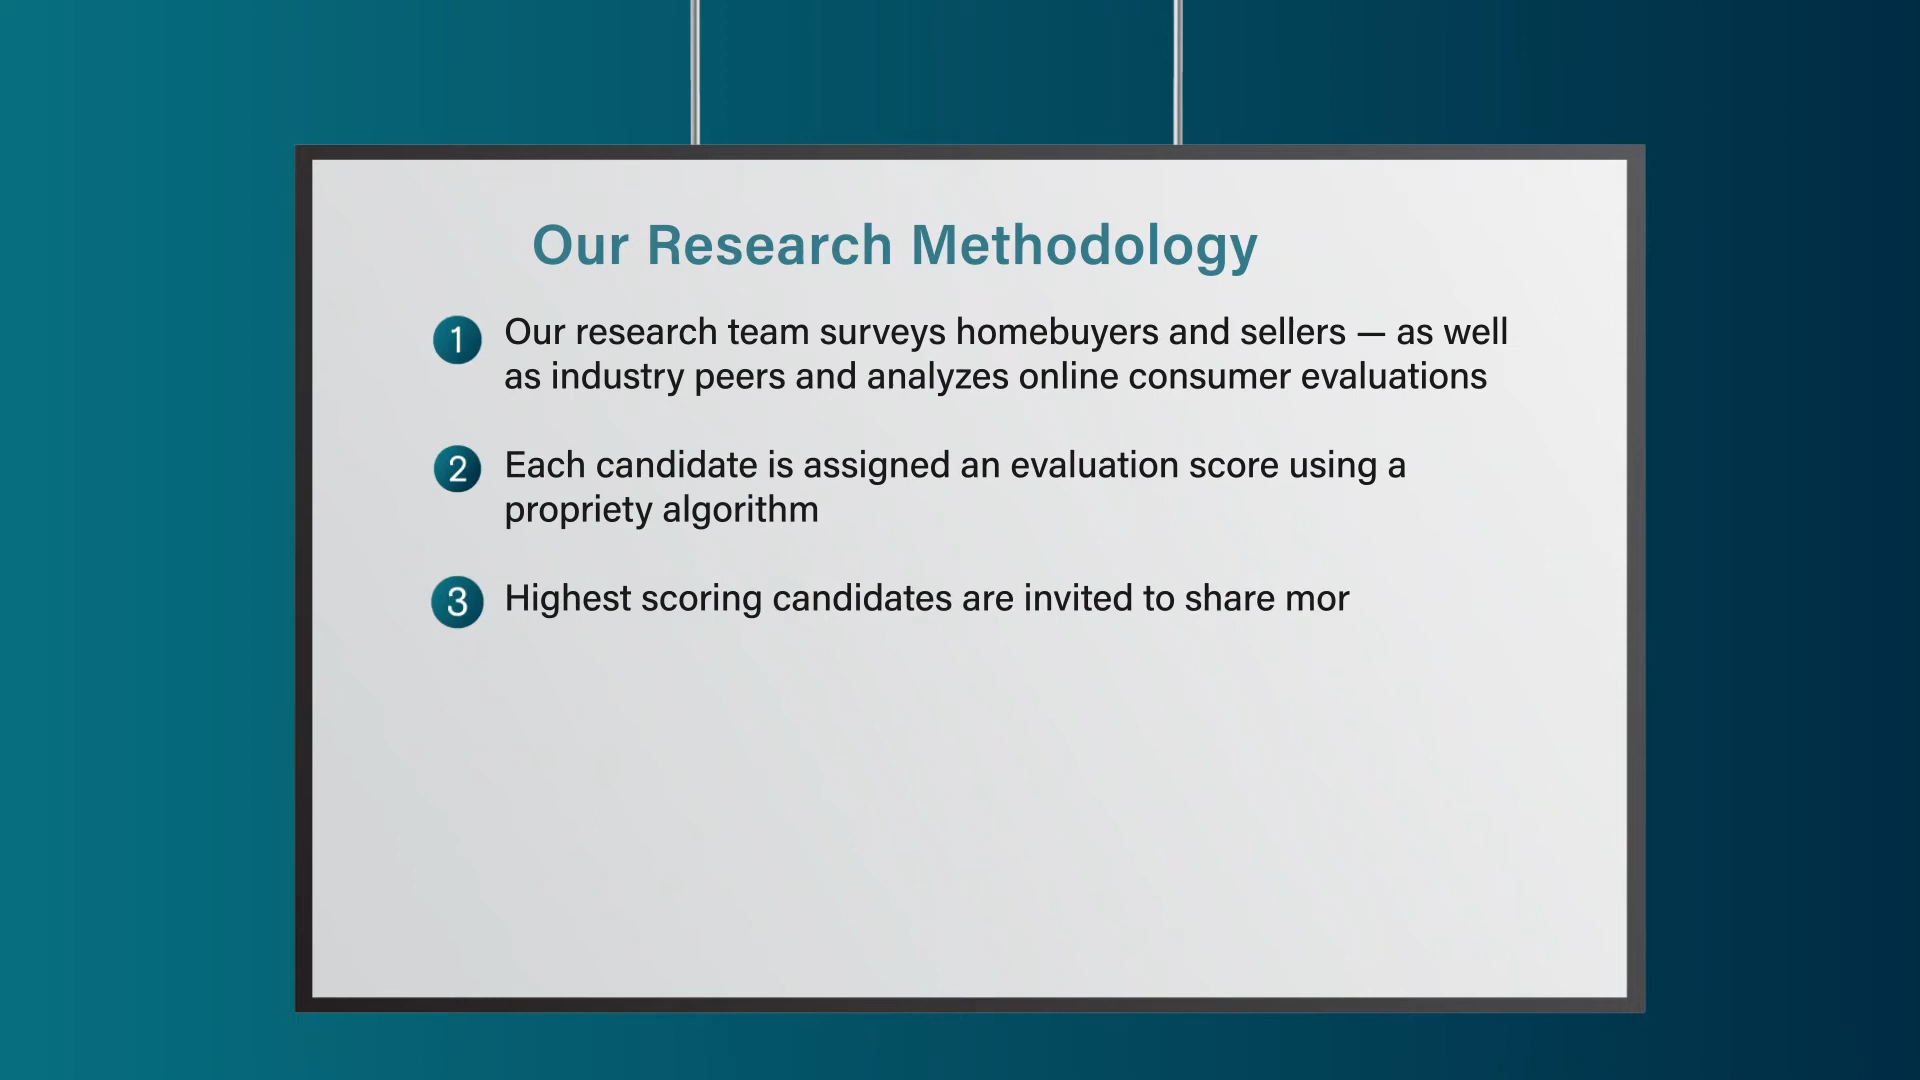 Our Research Methodology
1 Our research team surveys homebuyers and sellers — as well
as industry peers and analyzes online consumer evaluations
2 Each candidate is assigned an evaluation score using a
propriety algorithm
3 Highest scoring candidates are invited to share mor